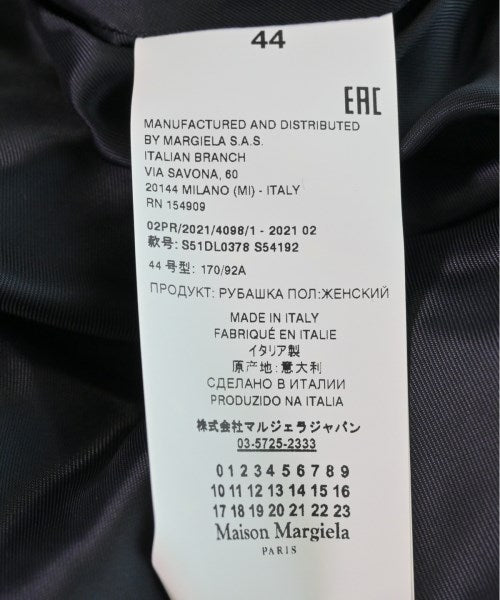 44
EAC
MANUFACTURED AND DISTRIBUTED
BY MARGIELA S.A.S.
ITALIAN BRANCH
VIA SAVONA, 60
20144 MILANO (MI) - ITALY
RN 154909
02PR/2021/4098/1 - 2021 02
款号: S51DL0378 S54192
44 号型: 170/92A
ПРОДУКТ: РУБАШКА ПОЛ:ЖЕНСКИЙ
MADE IN ITALY
FABRIQUÉ EN ITALIE
イタリア製
原产地: 意大利
СДЕЛАНО В ИТАЛИИ
PRODUZIDO NA ITALIA
株式会社マルジェラジャパン
03-5725-2333
0 1 2 3 4 5 6 7 8 9
10 11 12 13 14 15 16
17 18 19 20 21 22 23
Maison Margiela
PARIS